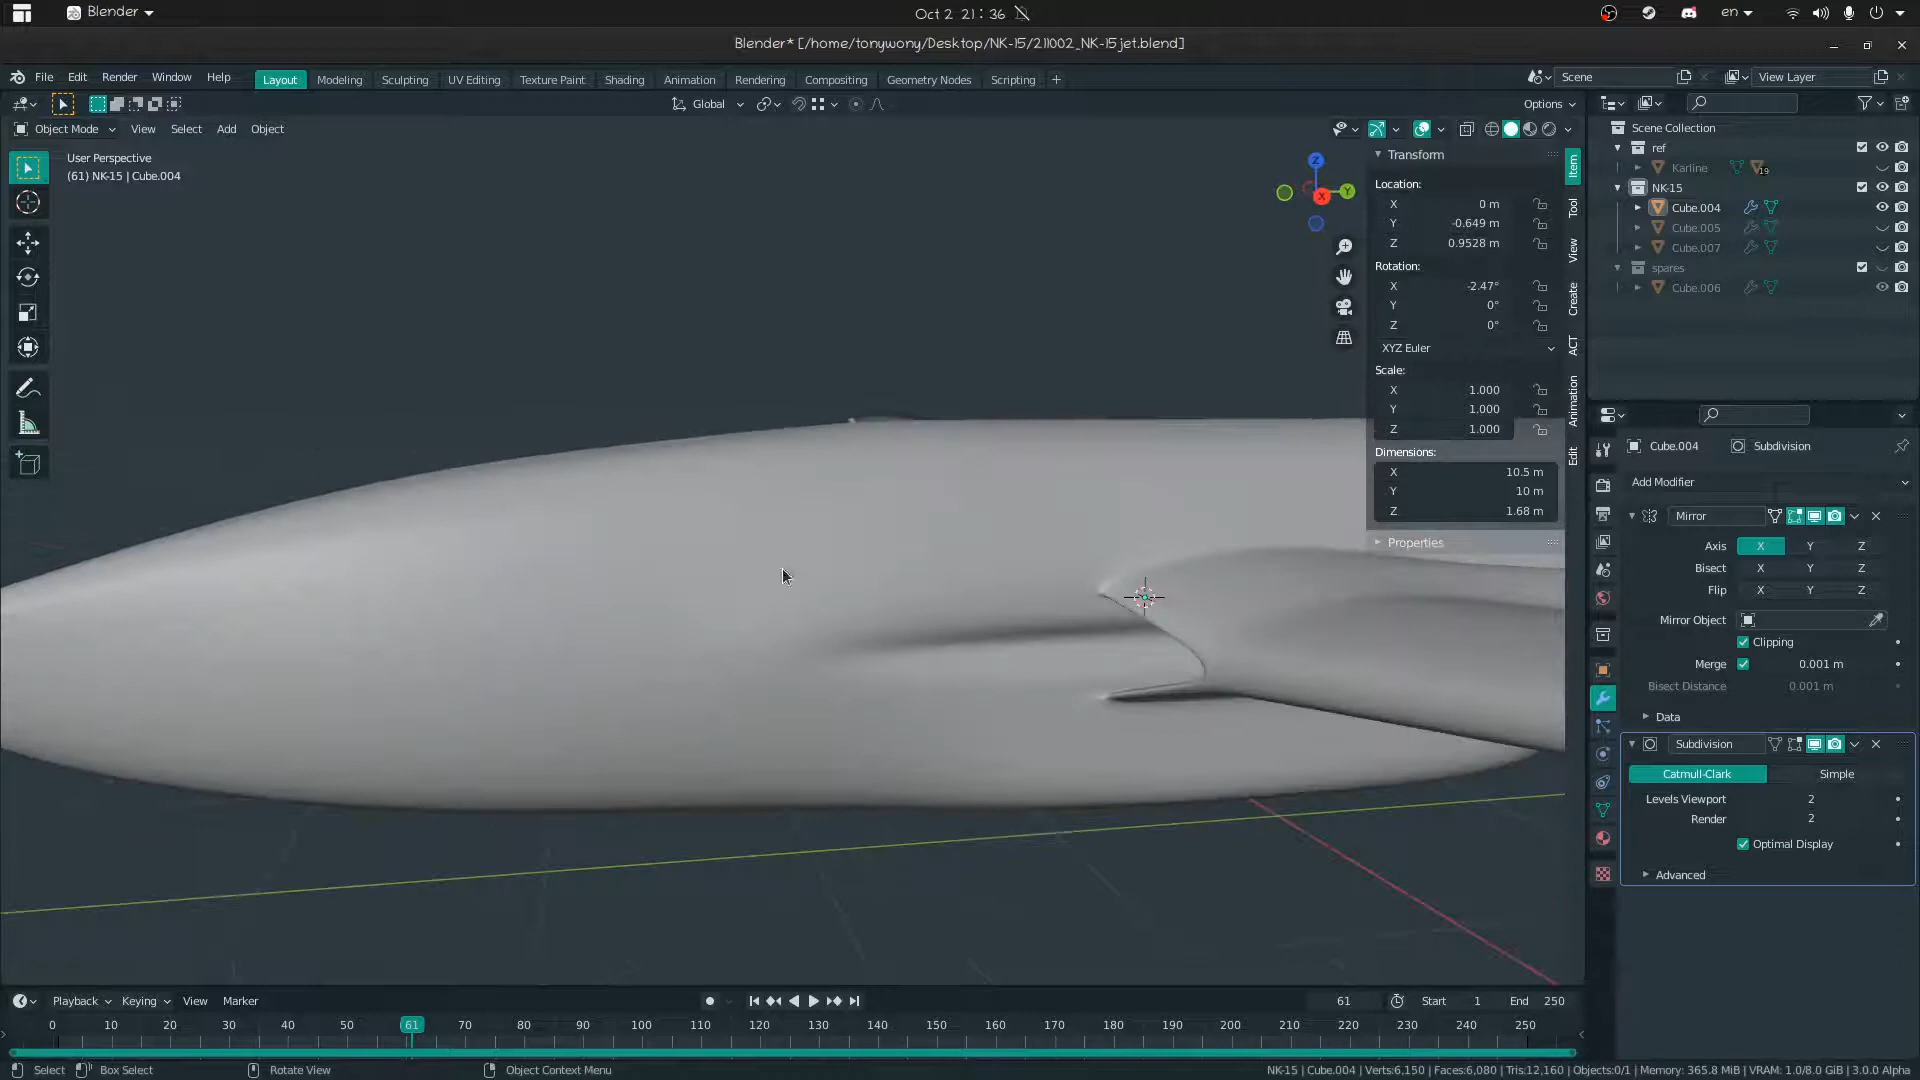 Blender
Oct 2 21:36
en
Blender* [/home/tonywony/Desktop/NK-15/211002_NK-15jet.blend]
File Edit Render Window Help
Layout Modeling Sculpting UV Editing Texture Paint Shading Animation Rendering Compositing Geometry Nodes Scripting +
Scene
View Layer
Global
Options
Object Mode View Select Add Object
User Perspective
(61) NK-15 | Cube.004
Z
Y
X
Transform
Location:
X 0 m
Y -0.649 m
Z 0.9528 m
Rotation:
X -2.47°
Y 0°
Z 0°
XYZ Euler
Scale:
X 1.000
Y 1.000
Z 1.000
Dimensions:
X 10.5 m
Y 10 m
Z 1.68 m
Properties
Item
Tool
View
Create
ACT
Animation
Edit
Scene Collection
ref
Karline
19
NK-15
Cube.004
Cube.005
Cube.007
spares
Cube.006
Cube.004 Subdivision
Add Modifier
Mirror
Axis X Y Z
Bisect X Y Z
Flip X Y Z
Mirror Object
Clipping
Merge 0.001 m
Bisect Distance 0.001 m
Data
Subdivision
Catmull-Clark Simple
Levels Viewport 2
Render 2
Optimal Display
Advanced
Playback Keying View Marker
61 Start 1 End 250
0 10 20 30 40 50 61 70 80 90 100 110 120 130 140 150 160 170 180 190 200 210 220 230 240 250
Select Box Select Rotate View Object Context Menu
NK-15 | Cube.004 | Verts:6,150 | Faces:6,080 | Tris:12,160 | Objects:0/1 | Memory: 365.8 MiB | VRAM: 1.0/8.0 GiB | 3.0.0 Alpha